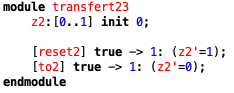 module transfert23
z2:[0..1] init 0;
[reset2] true -> 1: (z2'=1);
[to2] true -> 1: (z2'=0);
endmodule